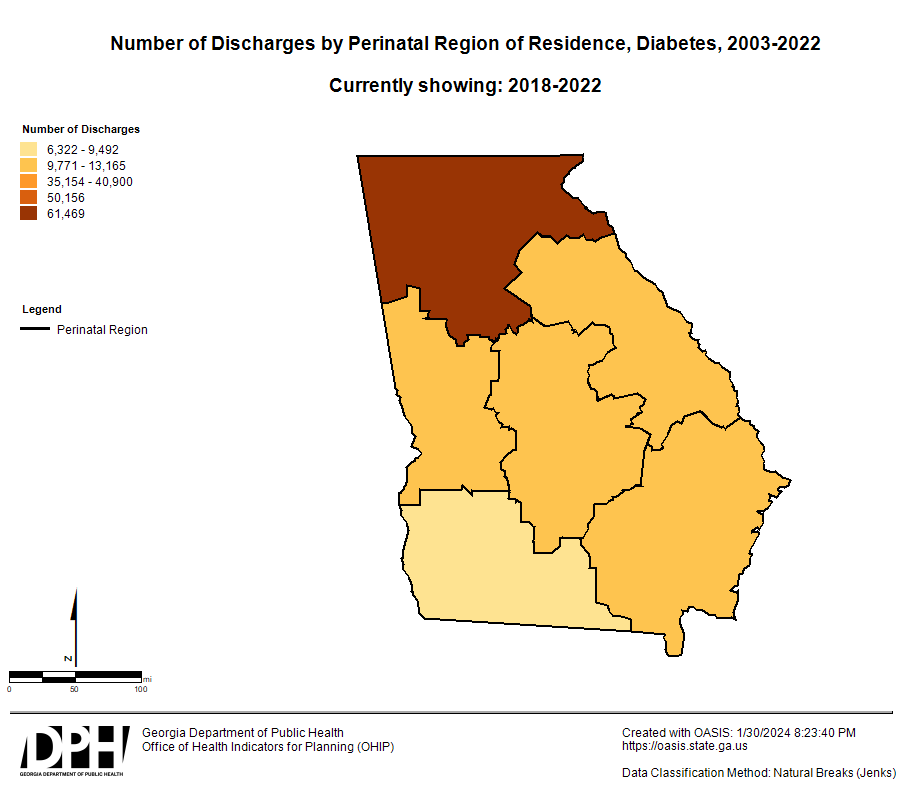 Number of Discharges by Perinatal Region of Residence, Diabetes, 2003-2022
Currently showing: 2018-2022
Number of Discharges
6,322 - 9,492
9,771 - 13,165
35,154 - 40,900
50,156
61,469
Legend
Perinatal Region
N
mi
0 50 100
DPH
GEORGIA DEPARTMENT OF PUBLIC HEALTH
Georgia Department of Public Health
Office of Health Indicators for Planning (OHIP)
Created with OASIS: 1/30/2024 8:23:40 PM
https://oasis.state.ga.us
Data Classification Method: Natural Breaks (Jenks)